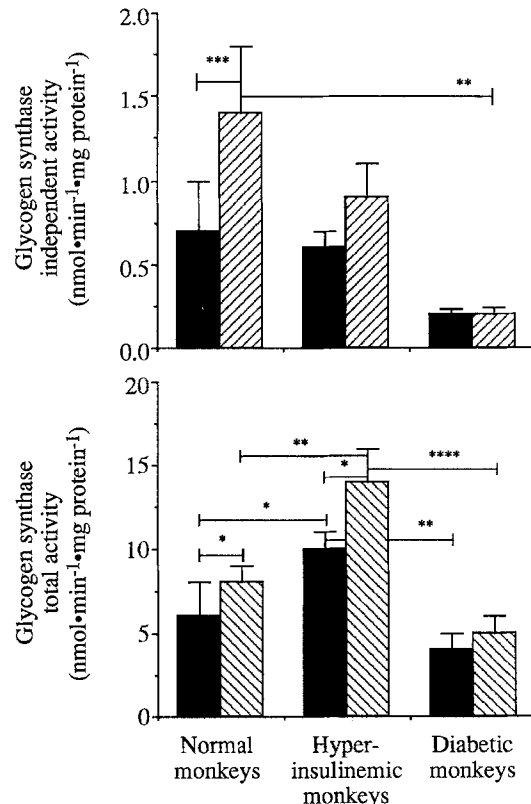 Glycogen synthase
independent activity
(nmol•min⁻¹•mg protein⁻¹)
2.0
1.5
1.0
0.5
0.0
***
**
Glycogen synthase
total activity
(nmol•min⁻¹•mg protein⁻¹)
20
15
10
5
0
**
*
****
*
**
*
Normal
monkeys
Hyper-
insulinemic
monkeys
Diabetic
monkeys